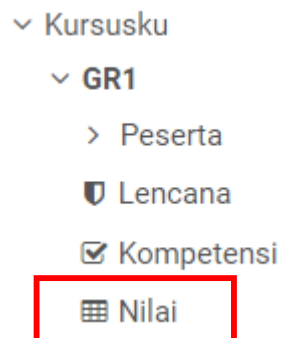 Kursusku
GR1
Peserta
Lencana
Kompetensi
Nilai